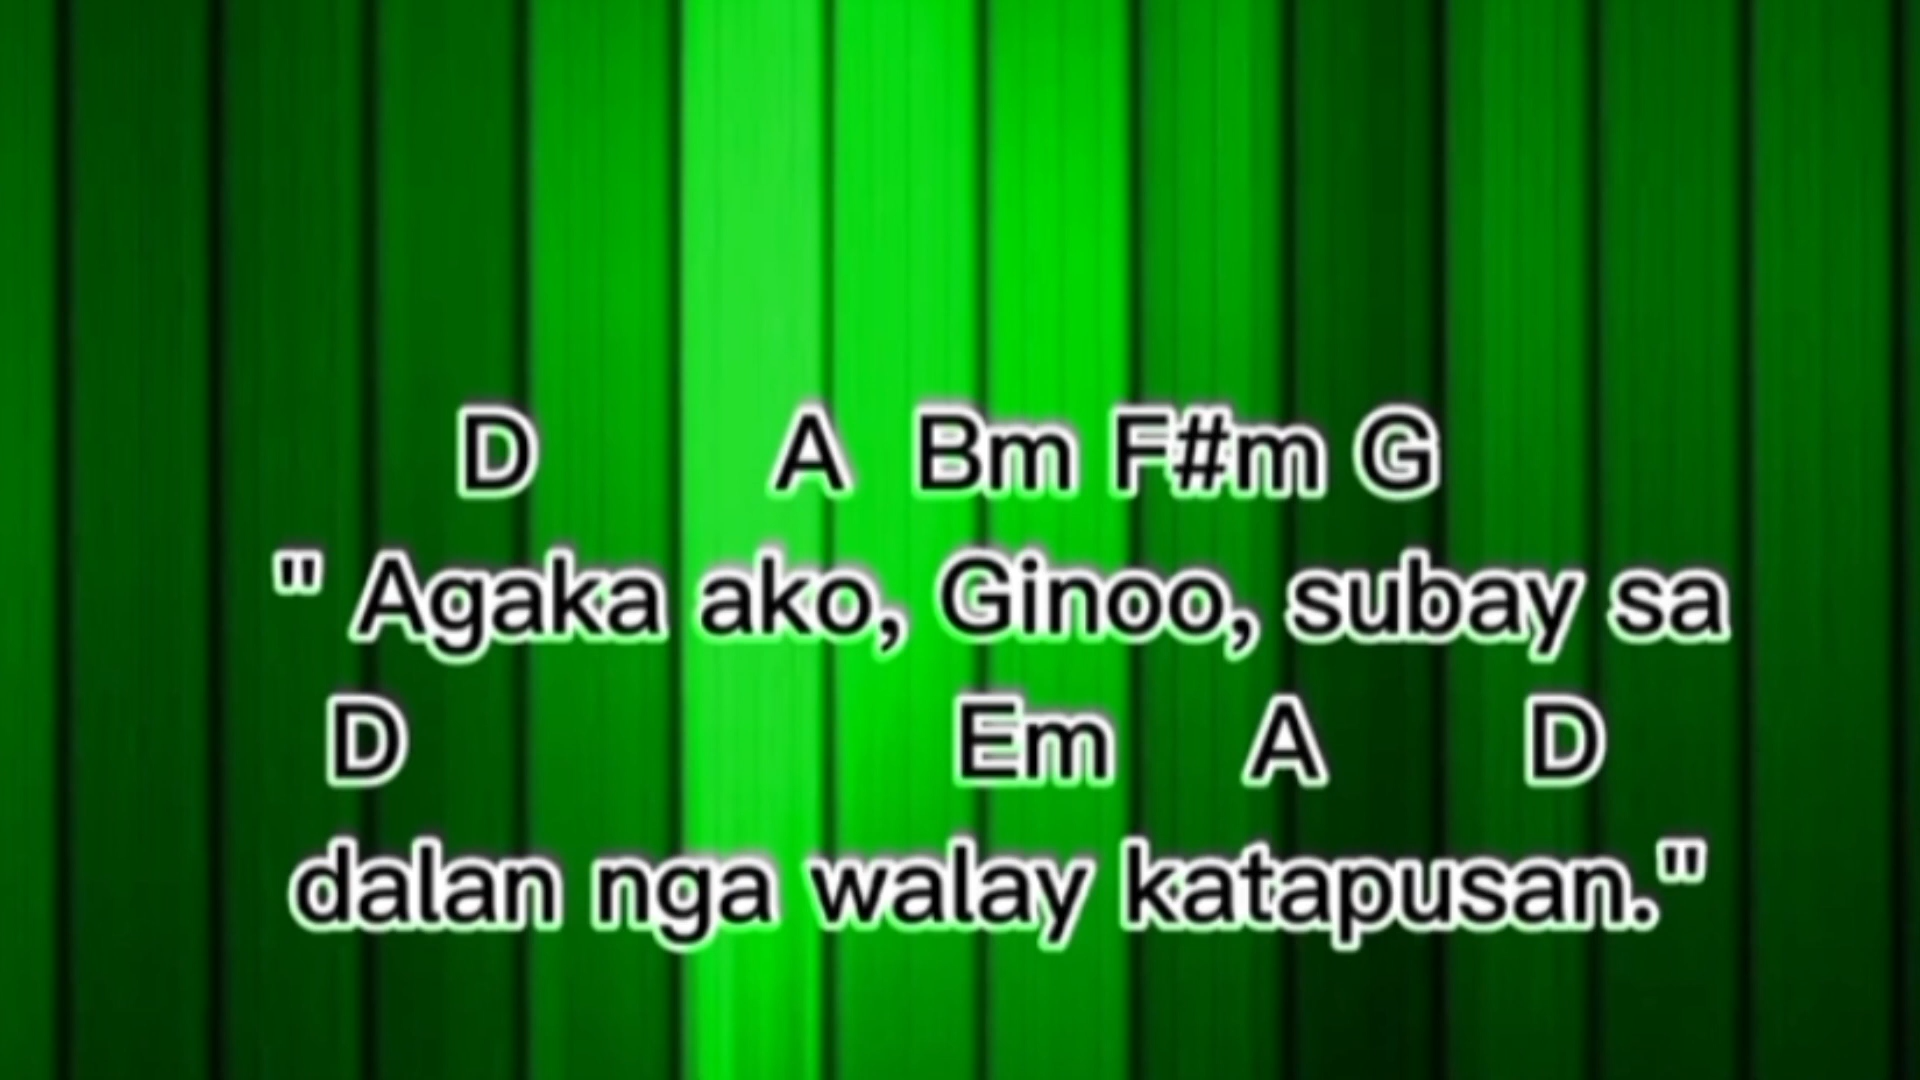 D A Bm F#m G
" Agaka ako, Ginoo, subay sa
D Em A D
dalan nga walay katapusan."